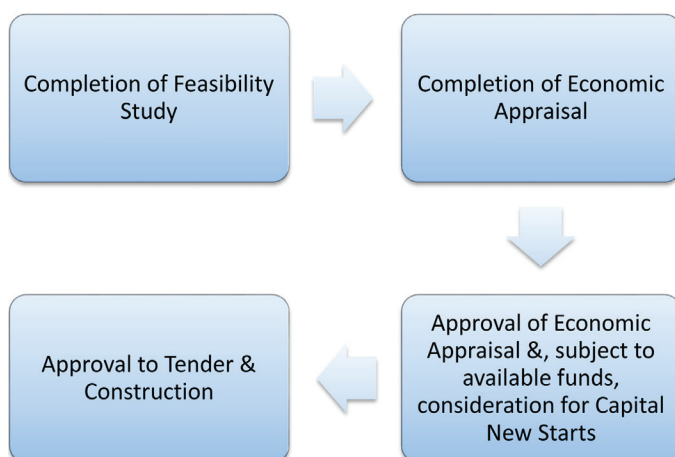 Completion of Feasibility
Study
Completion of Economic
Appraisal
Approval of Economic
Appraisal &, subject to
available funds,
consideration for Capital
New Starts
Approval to Tender &
Construction